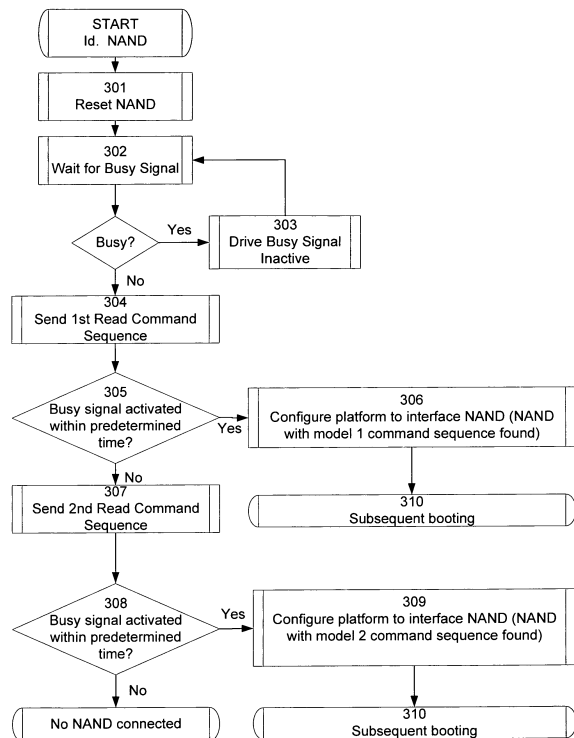 START
Id. NAND
301
Reset NAND
302
Wait for Busy Signal
Busy?
Yes
303
Drive Busy Signal
Inactive
No
304
Send 1st Read Command
Sequence
305
Busy signal activated
within predetermined
time?
Yes
306
Configure platform to interface NAND (NAND
with model 1 command sequence found)
No
310
Subsequent booting
307
Send 2nd Read Command
Sequence
308
Busy signal activated
within predetermined
time?
Yes
309
Configure platform to interface NAND (NAND
with model 2 command sequence found)
No
No NAND connected
310
Subsequent booting